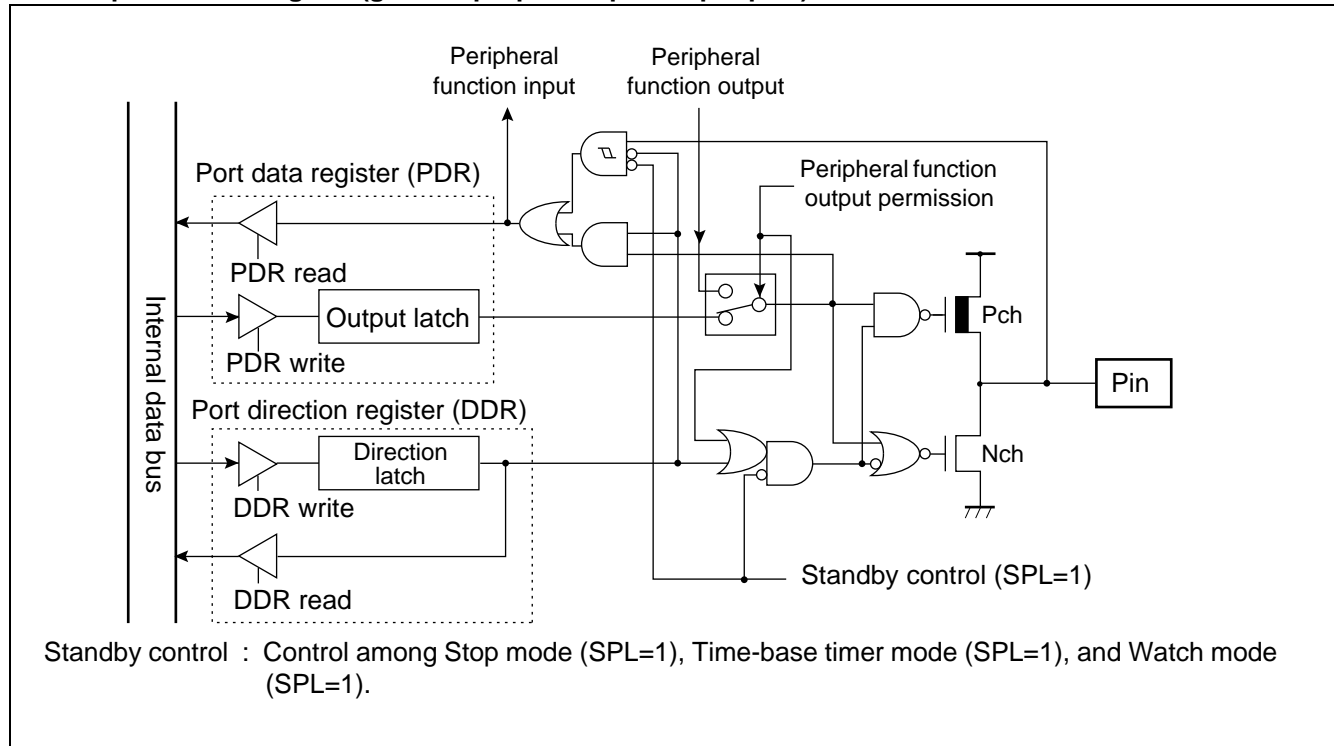 Peripheral
function input
Peripheral
function output
Port data register (PDR)
Peripheral function
output permission
PDR read
Output latch
PDR write
Pch
Pin
Internal data bus
Port direction register (DDR)
Direction
latch
Nch
DDR write
DDR read
Standby control (SPL=1)
Standby control : Control among Stop mode (SPL=1), Time-base timer mode (SPL=1), and Watch mode
(SPL=1).